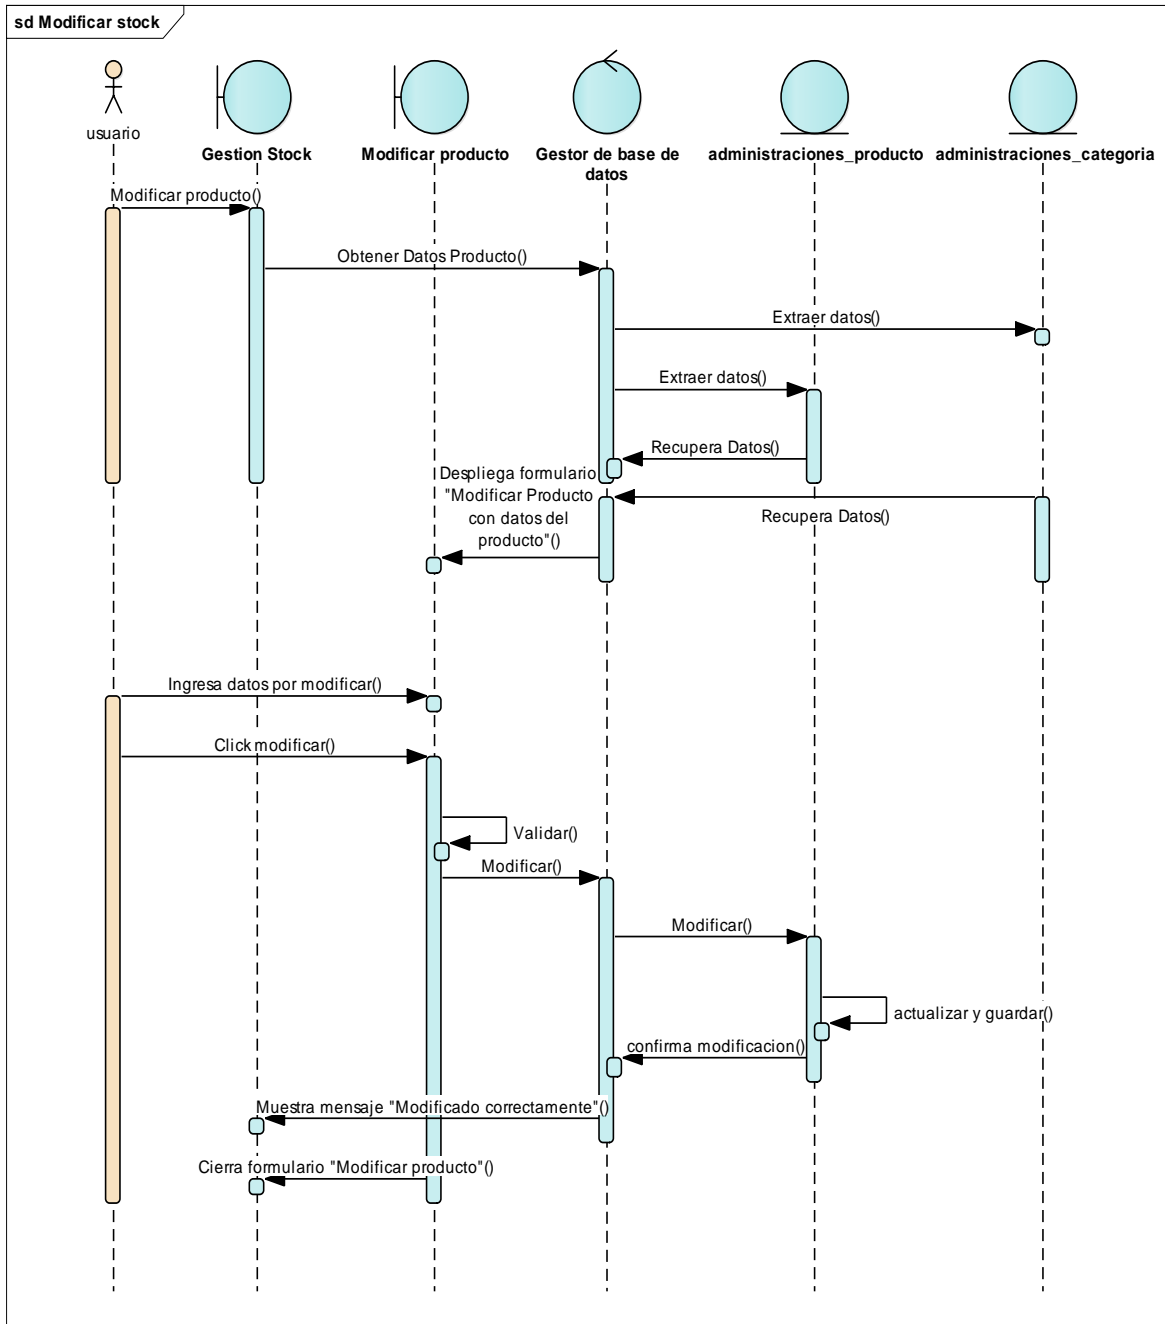 sd Modificar stock
usuario
Gestion Stock
Modificar producto
Gestor de base de
datos
administraciones_producto
administraciones_categoria
Modificar producto()
Obtener Datos Producto()
Extraer datos()
Extraer datos()
Recupera Datos()
Despliega formulario
"Modificar Producto
con datos del
producto"()
Recupera Datos()
Ingresa datos por modificar()
Click modificar()
Validar()
Modificar()
Modificar()
actualizar y guardar()
confirma modificacion()
Muestra mensaje "Modificado correctamente"()
Cierra formulario "Modificar producto"()